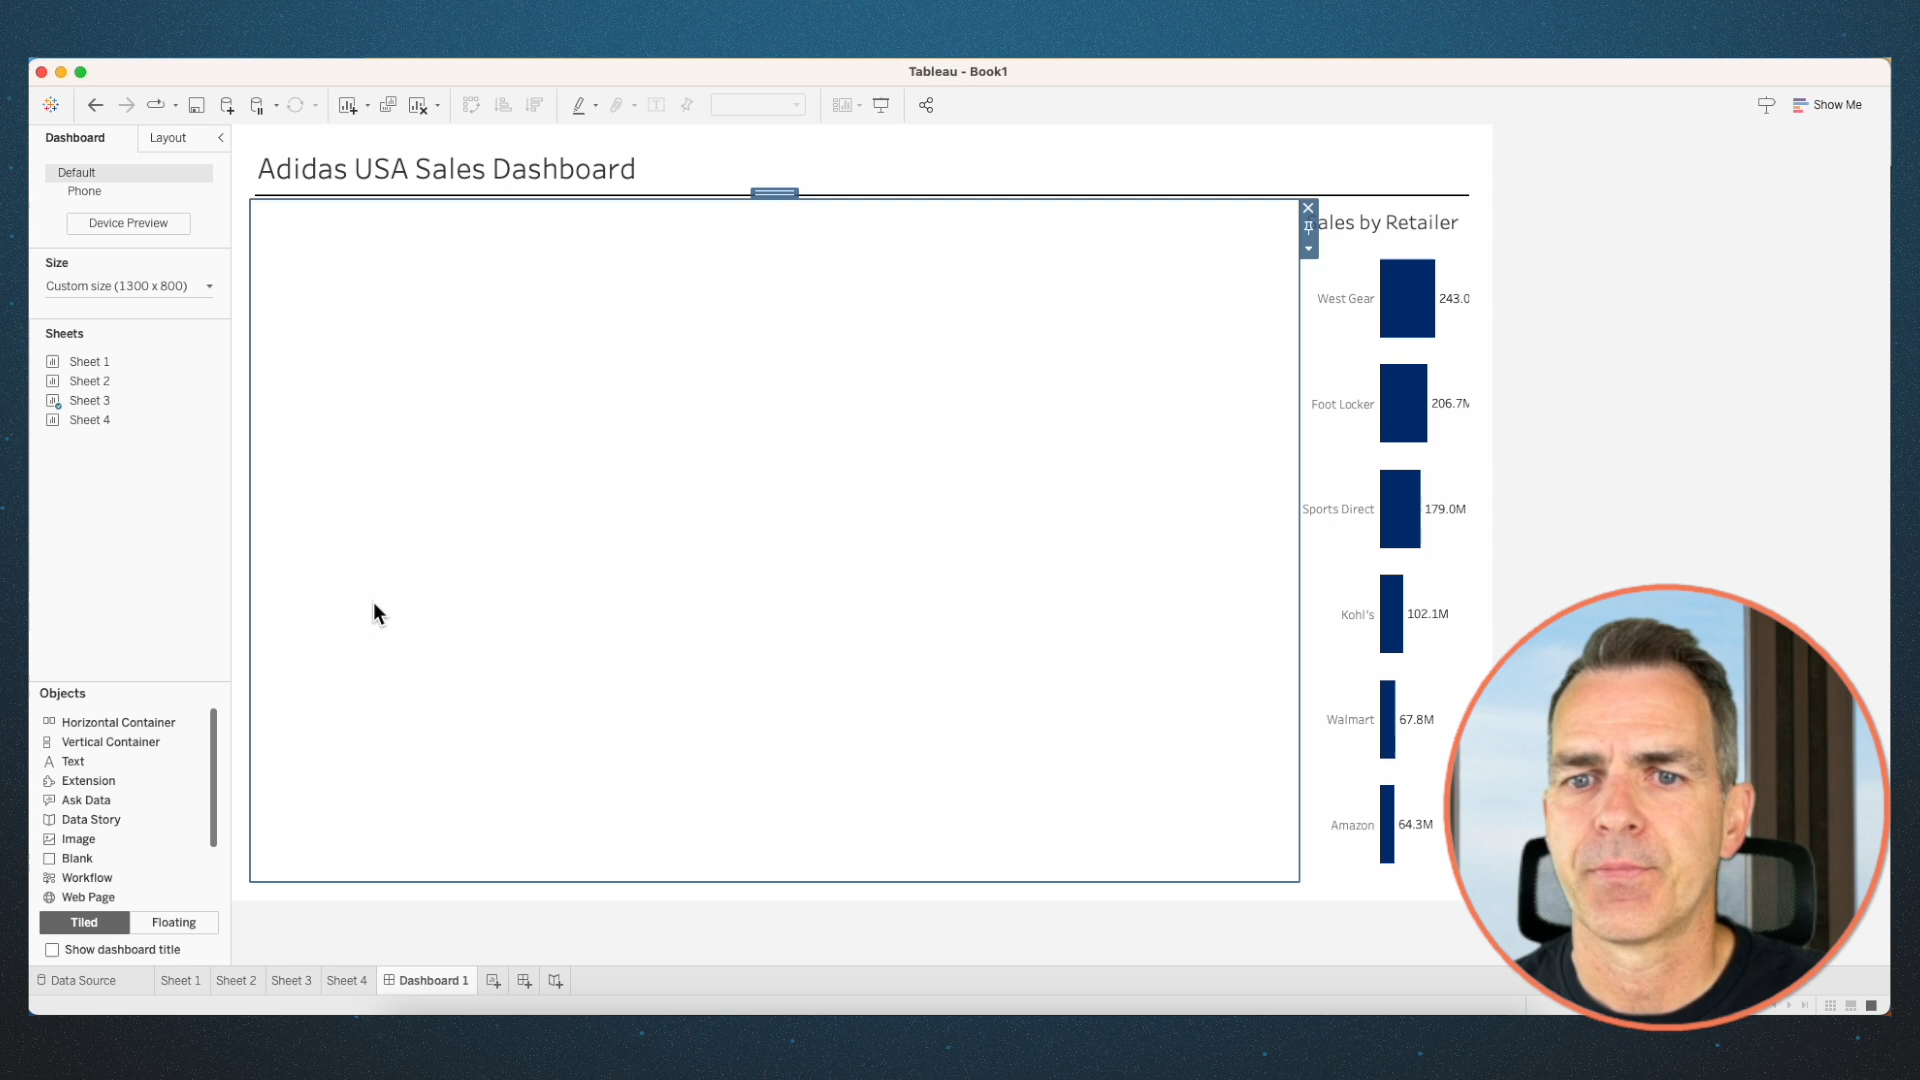 Tableau - Book1
Show Me
Dashboard
Layout
Default
Phone
Device Preview
Size
Custom size (1300 x 800)
Sheets
Sheet 1
Sheet 2
Sheet 3
Sheet 4
Objects
Horizontal Container
Vertical Container
Text
Extension
Ask Data
Data Story
Image
Blank
Workflow
Web Page
Tiled
Floating
Show dashboard title
Adidas USA Sales Dashboard
ales by Retailer
West Gear
243.0
Foot Locker
206.7M
Sports Direct
179.0M
Kohl's
102.1M
Walmart
67.8M
Amazon
64.3M
Data Source
Sheet 1
Sheet 2
Sheet 3
Sheet 4
Dashboard 1